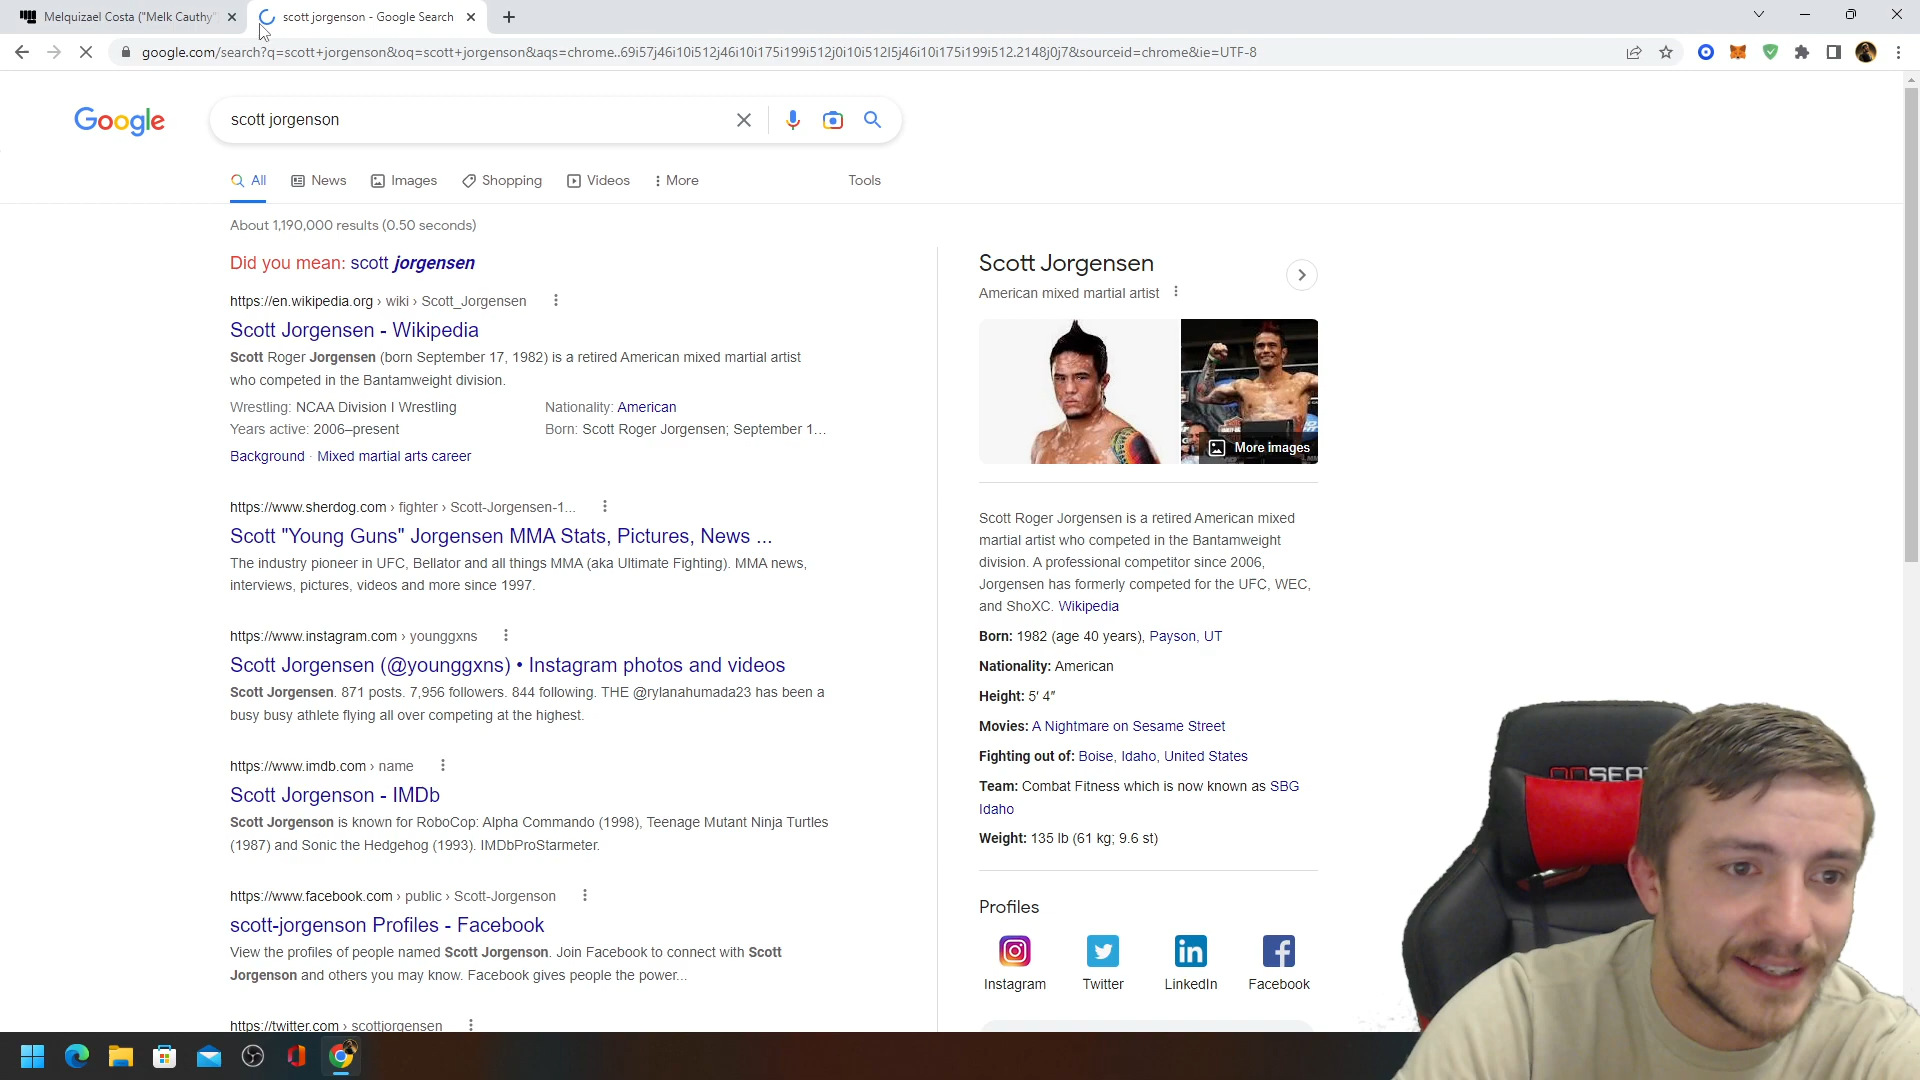 Melquizael Costa ("Melk Cauthy"
scott jorgenson - Google Search
google.com/search?q=scott+jorgenson&oq=scott+jorgenson&aqs=chrome..69i57j46i10i512j46i10i175i199i512j0i10i512l5j46i10i175i199i512.2148j0j7&sourceid=chrome&ie=UTF-8
Google
scott jorgenson
All
News
Images
Shopping
Videos
More
Tools
About 1,190,000 results (0.50 seconds)
Did you mean: scott jorgensen
https://en.wikipedia.org › wiki › Scott_Jorgensen
Scott Jorgensen - Wikipedia
Scott Roger Jorgensen (born September 17, 1982) is a retired American mixed martial artist
who competed in the Bantamweight division.
Wrestling: NCAA Division I Wrestling
Nationality: American
Years active: 2006–present
Born: Scott Roger Jorgensen; September 1...
Background · Mixed martial arts career
https://www.sherdog.com › fighter › Scott-Jorgensen-1...
Scott "Young Guns" Jorgensen MMA Stats, Pictures, News ...
The industry pioneer in UFC, Bellator and all things MMA (aka Ultimate Fighting). MMA news,
interviews, pictures, videos and more since 1997.
https://www.instagram.com › younggxns
Scott Jorgensen (@younggxns) • Instagram photos and videos
Scott Jorgensen. 871 posts. 7,956 followers. 844 following. THE @rylanahumada23 has been a
busy busy athlete flying all over competing at the highest.
https://www.imdb.com › name
Scott Jorgenson - IMDb
Scott Jorgenson is known for RoboCop: Alpha Commando (1998), Teenage Mutant Ninja Turtles
(1987) and Sonic the Hedgehog (1993). IMDbProStarmeter.
https://www.facebook.com › public › Scott-Jorgenson
scott-jorgenson Profiles - Facebook
View the profiles of people named Scott Jorgenson. Join Facebook to connect with Scott
Jorgenson and others you may know. Facebook gives people the power...
https://twitter.com › scottjorgensen
Scott Jorgensen
American mixed martial artist
More images
Scott Roger Jorgensen is a retired American mixed
martial artist who competed in the Bantamweight
division. A professional competitor since 2006,
Jorgensen has formerly competed for the UFC, WEC,
and ShoXC. Wikipedia
Born: 1982 (age 40 years), Payson, UT
Nationality: American
Height: 5' 4"
Movies: A Nightmare on Sesame Street
Fighting out of: Boise, Idaho, United States
Team: Combat Fitness which is now known as SBG
Idaho
Weight: 135 lb (61 kg; 9.6 st)
Profiles
Instagram
Twitter
LinkedIn
Facebook